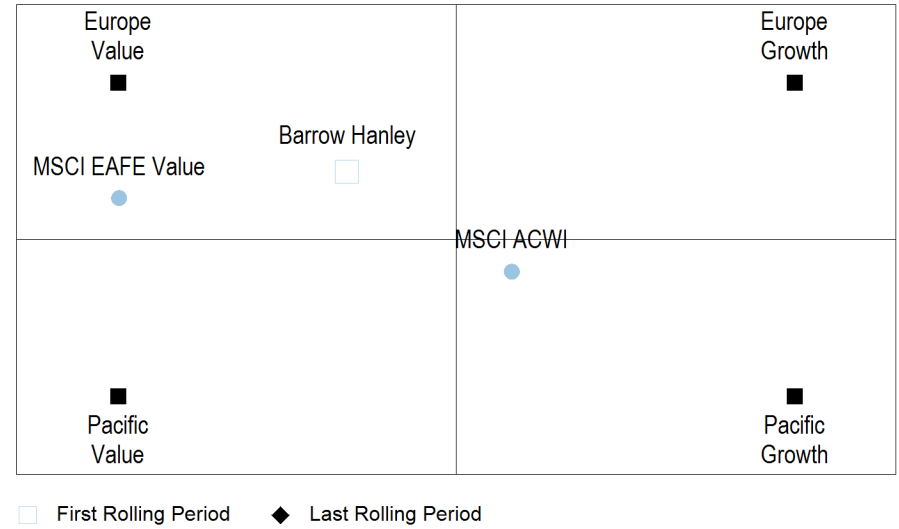 Europe
Value
Europe
Growth
Barrow Hanley
MSCI EAFE Value
MSCI ACWI
Pacific
Value
Pacific
Growth
First Rolling Period
Last Rolling Period